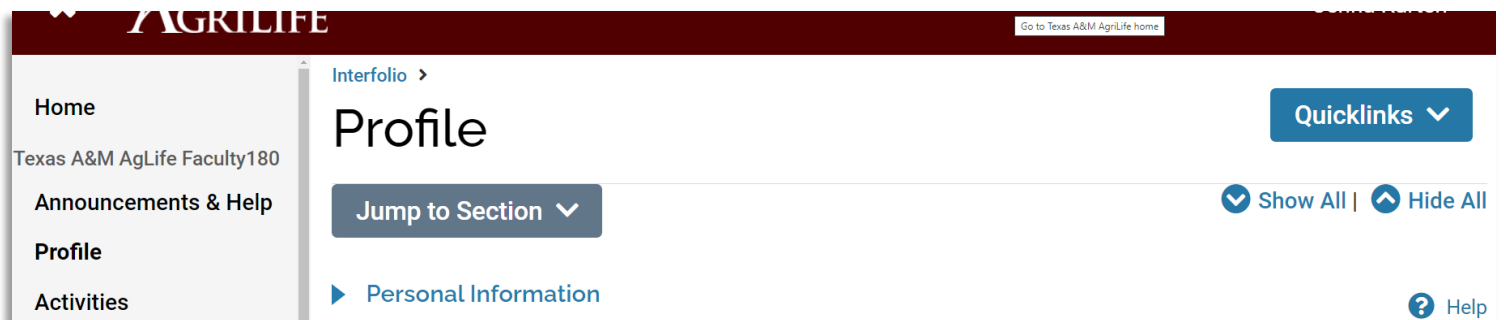 AGRILIFE
Go to Texas A&M AgriLife home
Interfolio >
Home
Profile
Quicklinks
Texas A&M AgLife Faculty180
Announcements & Help
Jump to Section
Show All | Hide All
Profile
Personal Information
Activities
Help